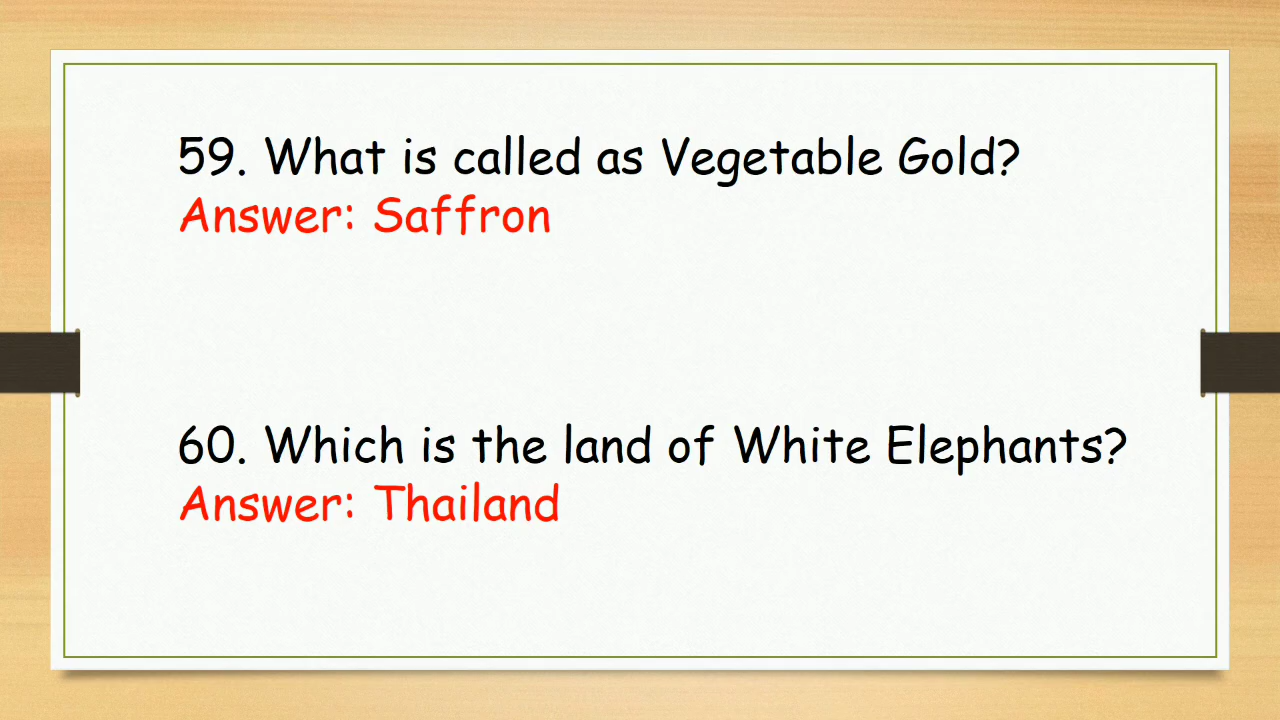 59. What is called as Vegetable Gold?
Answer: Saffron
60. Which is the land of White Elephants?
Answer: Thailand